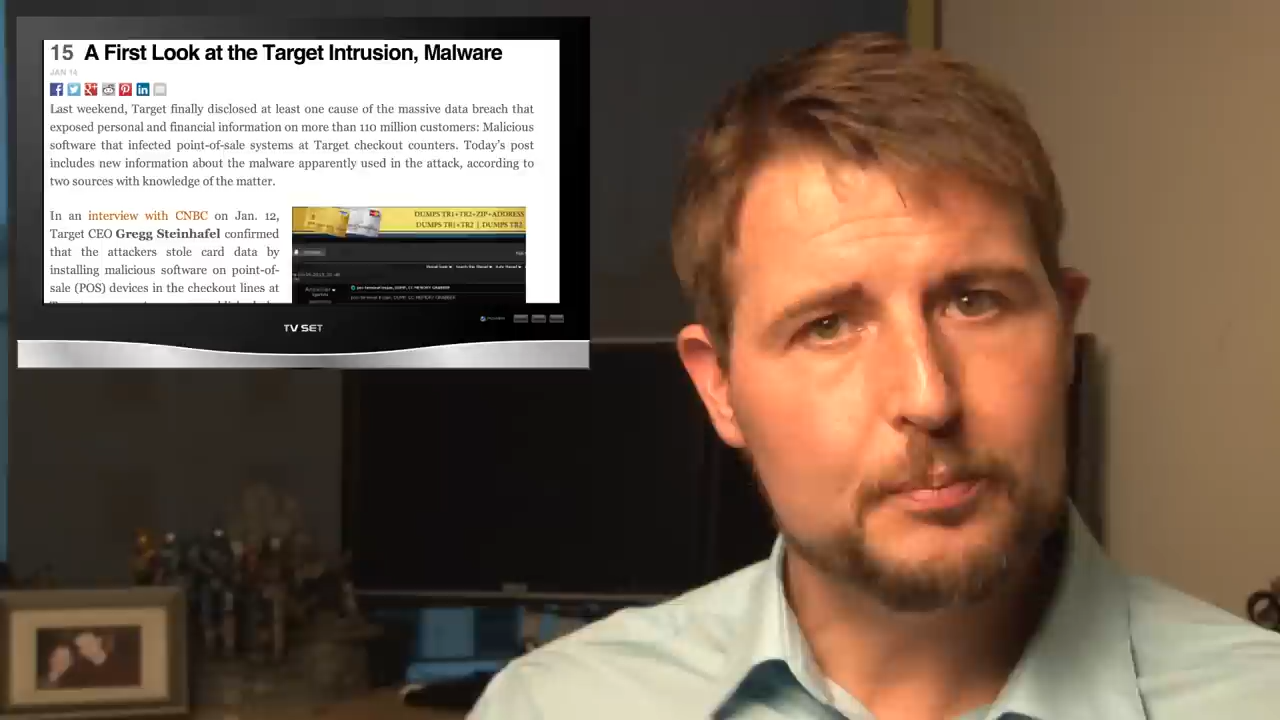 15 A First Look at the Target Intrusion, Malware
JAN 14
Last weekend, Target finally disclosed at least one cause of the massive data breach that
exposed personal and financial information on more than 110 million customers: Malicious
software that infected point-of-sale systems at Target checkout counters. Today's post
includes new information about the malware apparently used in the attack, according to
two sources with knowledge of the matter.
In an interview with CNBC on Jan. 12,
Target CEO Gregg Steinhafel confirmed
that the attackers stole card data by
installing malicious software on point-of-
sale (POS) devices in the checkout lines at
DUMPS TR1+TR2+ZIP+ADDRESS
DUMPS TR1+TR2 | DUMPS TR2
TV SET